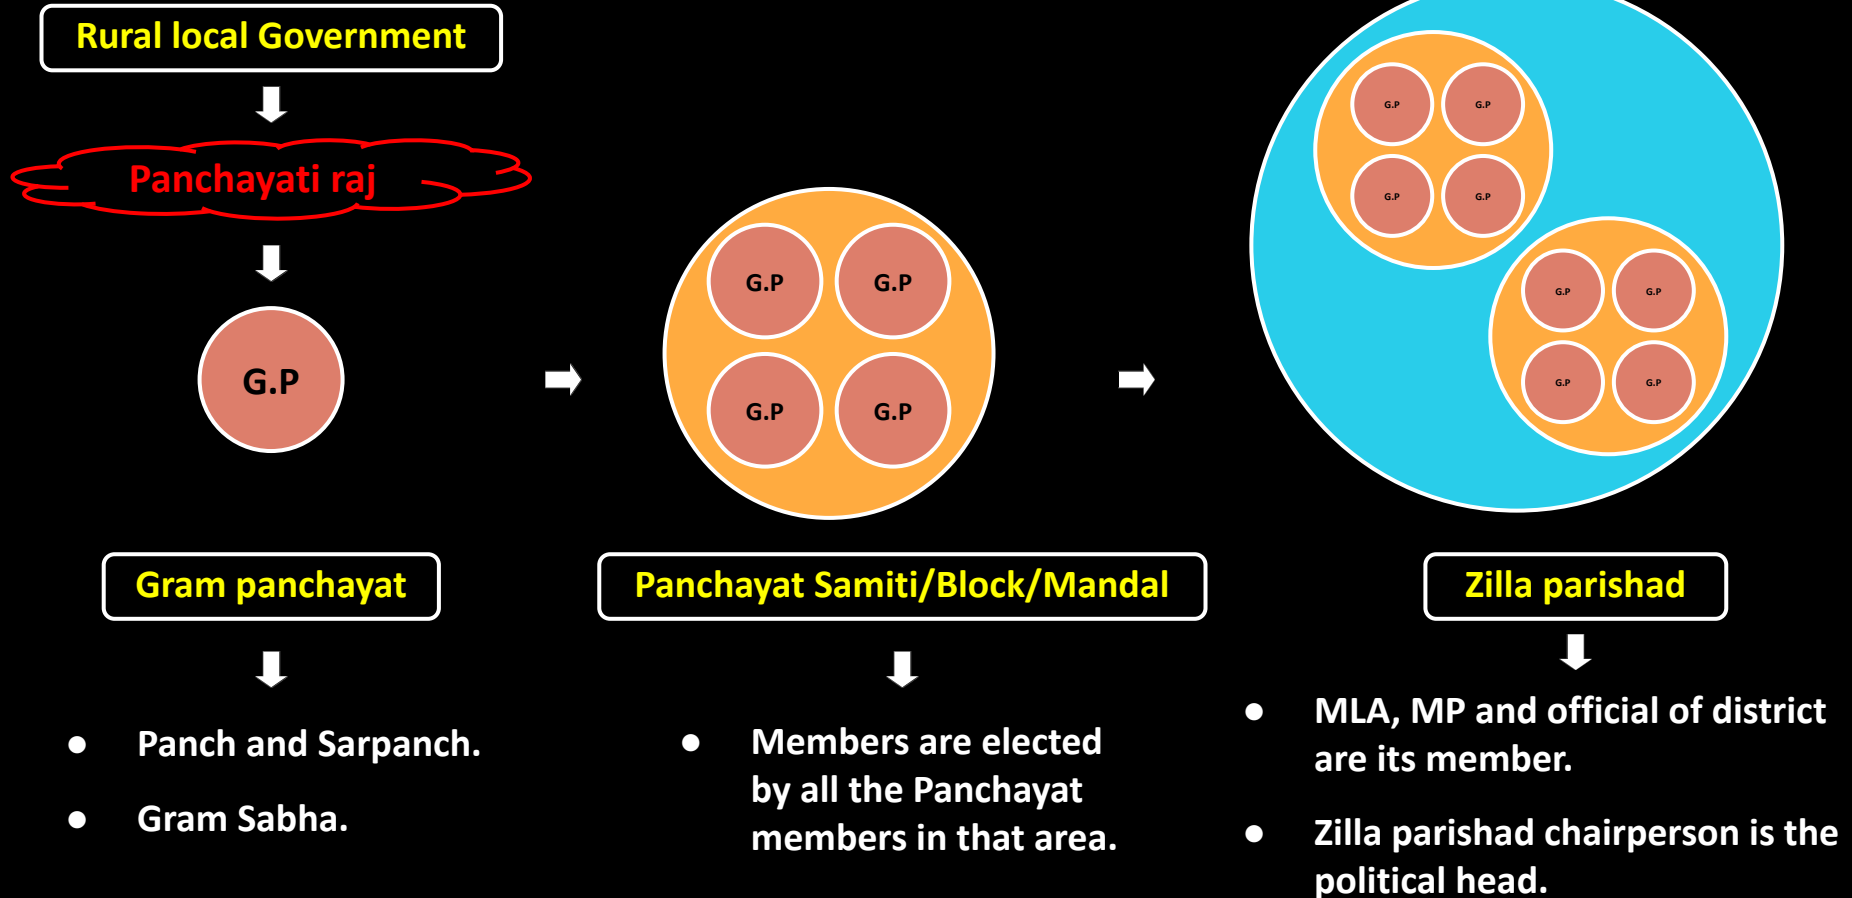 Rural local Government
Panchayati raj
G.P
G.P
G.P
G.P
G.P
G.P
G.P
G.P
G.P
G.P
G.P
G.P
G.P
Gram panchayat
Panchayat Samiti/Block/Mandal
Zilla parishad
● Panch and Sarpanch.
● Gram Sabha.
● Members are elected
by all the Panchayat
members in that area.
● MLA, MP and official of district
are its member.
● Zilla parishad chairperson is the
political head.